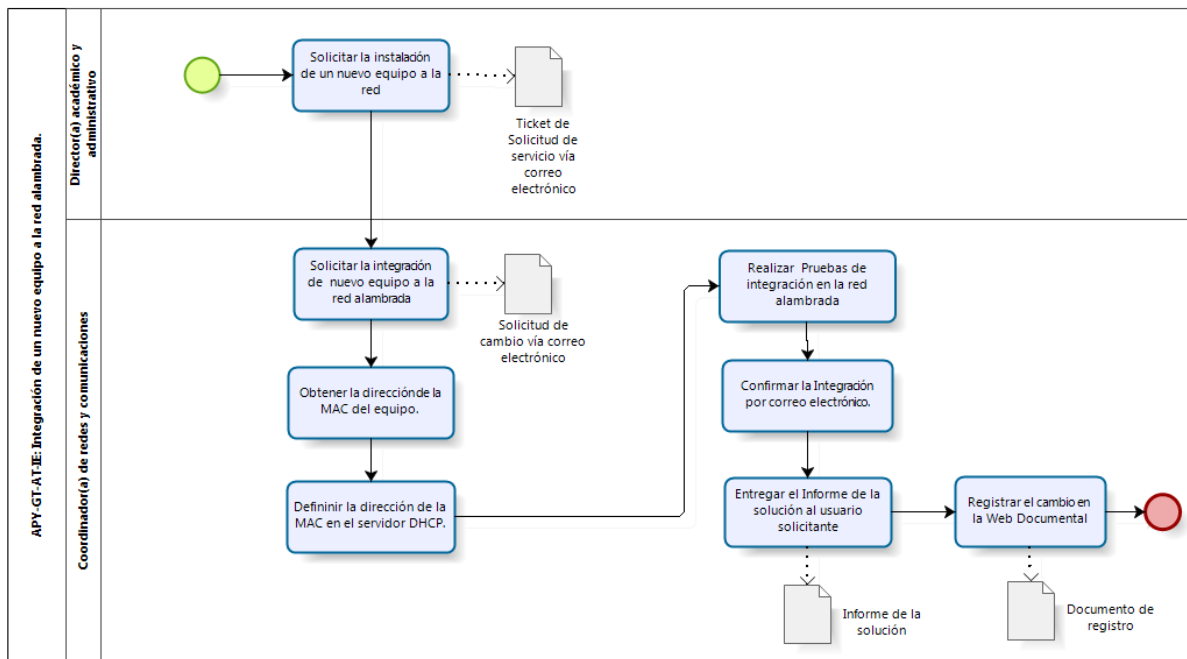 APY-GT-AT-IE: Integración de un nuevo equipo a la red alambrada.
Director(a) académico y
administrativo
Solicitar la instalación
de un nuevo equipo a la
red
Ticket de
Solicitud de
servicio vía
correo
electrónico
Coordinador(a) de redes y comunicaciones
Solicitar la integración
de nuevo equipo a la
red alambrada
Solicitud de
cambio vía correo
electrónico
Obtener la direcciónde la
MAC del equipo.
Defininir la dirección de la
MAC en el servidor DHCP.
Realizar Pruebas de
integración en la red
alambrada
Confirmar la Integración
por correo electrónico.
Entregar el Informe de la
solución al usuario
solicitante
Informe de la
solución
Registrar el cambio en
la Web Documental
Documento de
registro